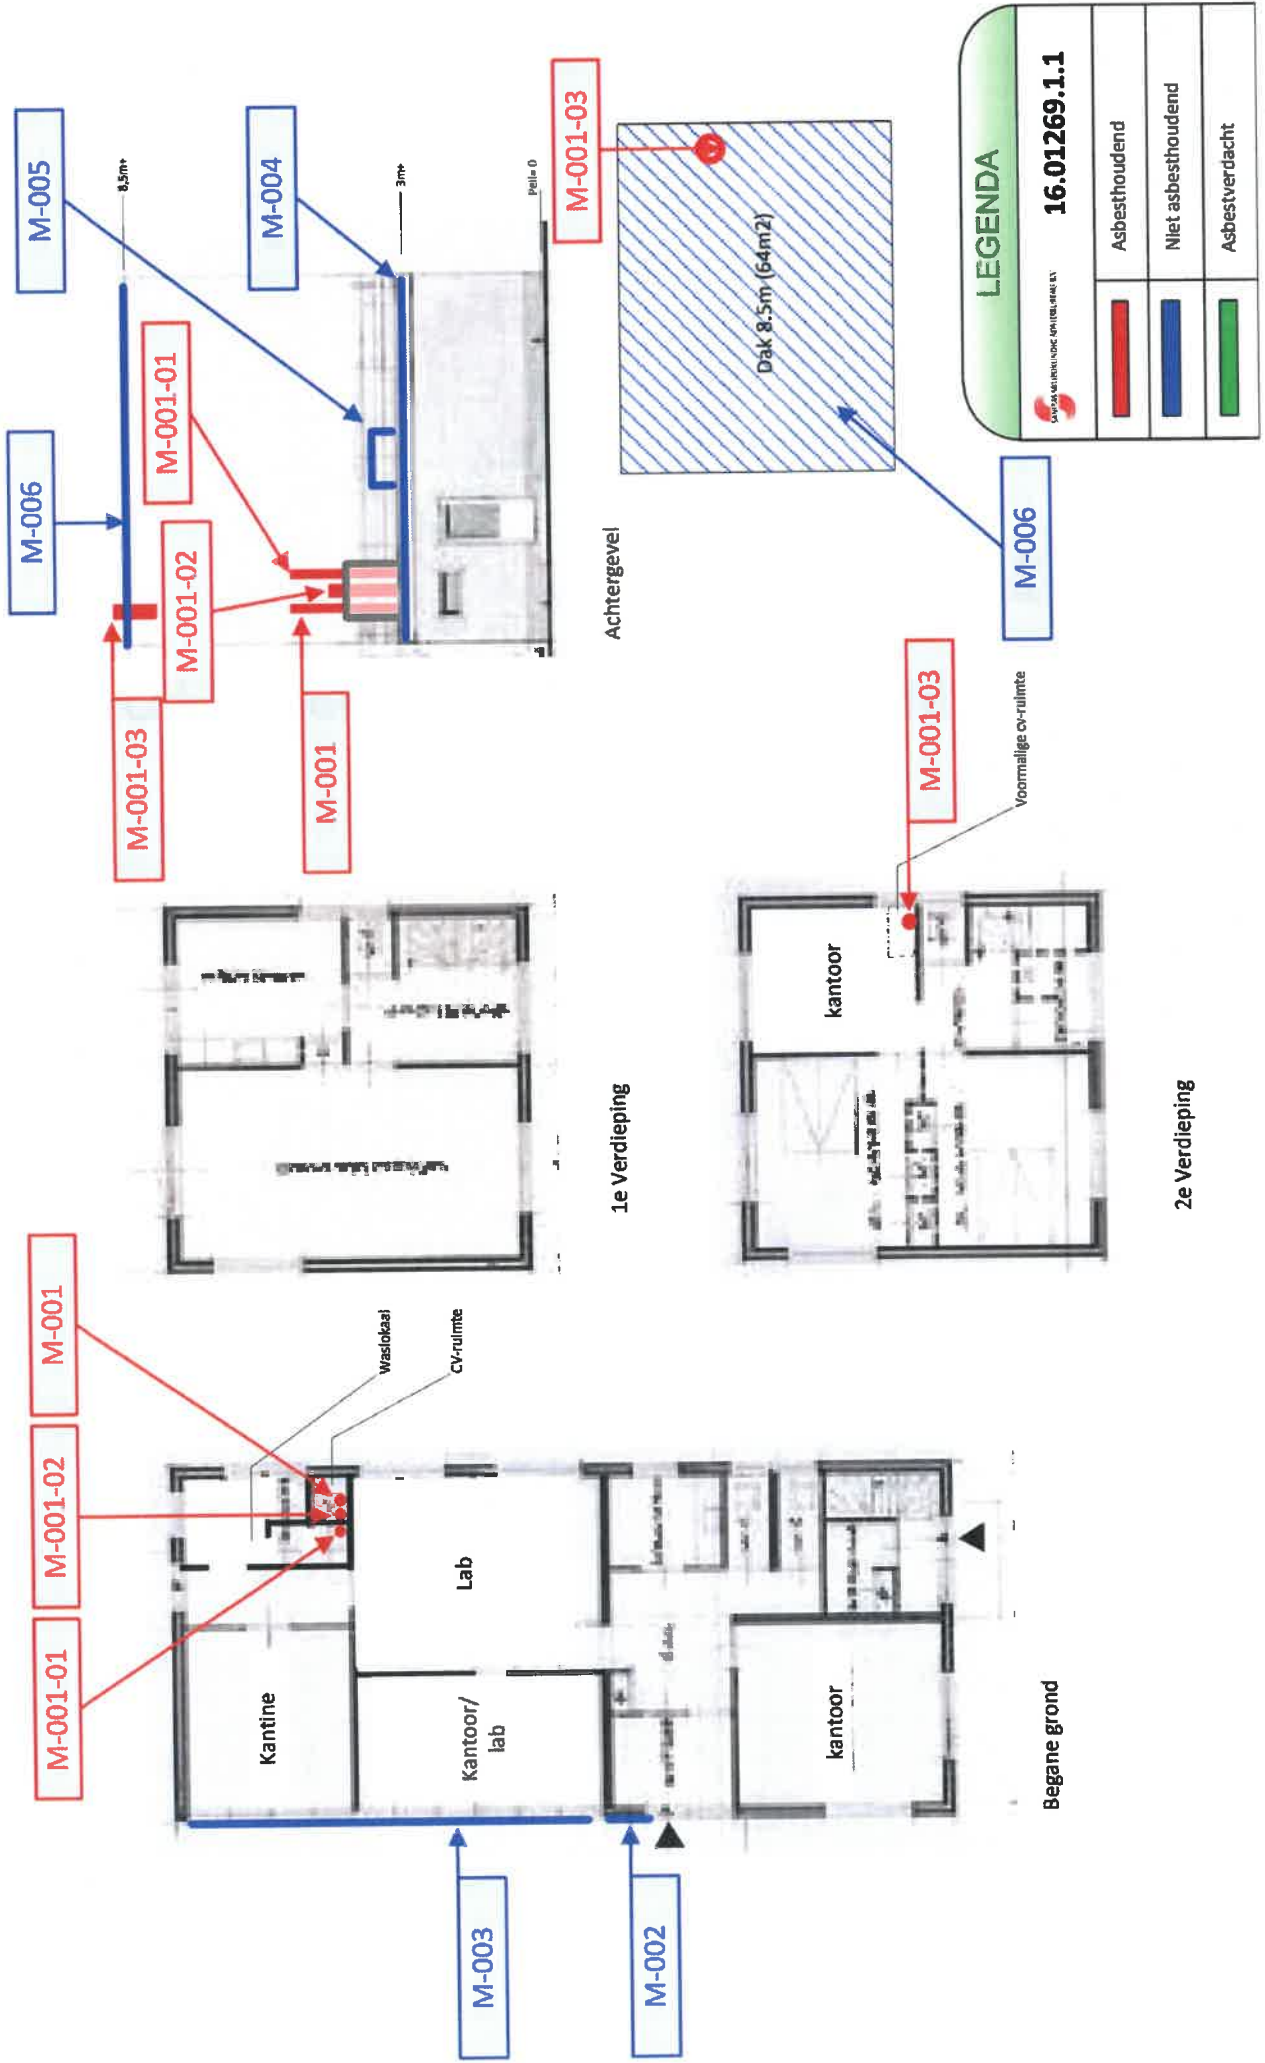 M-001-01
M-001-02
M-001
Waslokaal
CV-ruimte
Kantine
Kantoor/
lab
Lab
kantoor
M-003
M-002
Begane grond
1e Verdieping
kantoor
M-001-03
Voormalige cv-ruimte
2e Verdieping
M-006
M-005
8,5m+
M-001-03
M-001-02
M-001-01
M-004
M-001
3m+
Peil= 0
Achtergevel
M-001-03
Dak 8.5m (64m2)
M-006
LEGENDA
16.01269.1.1
Asbesthoudend
Niet asbesthoudend
Asbestverdacht